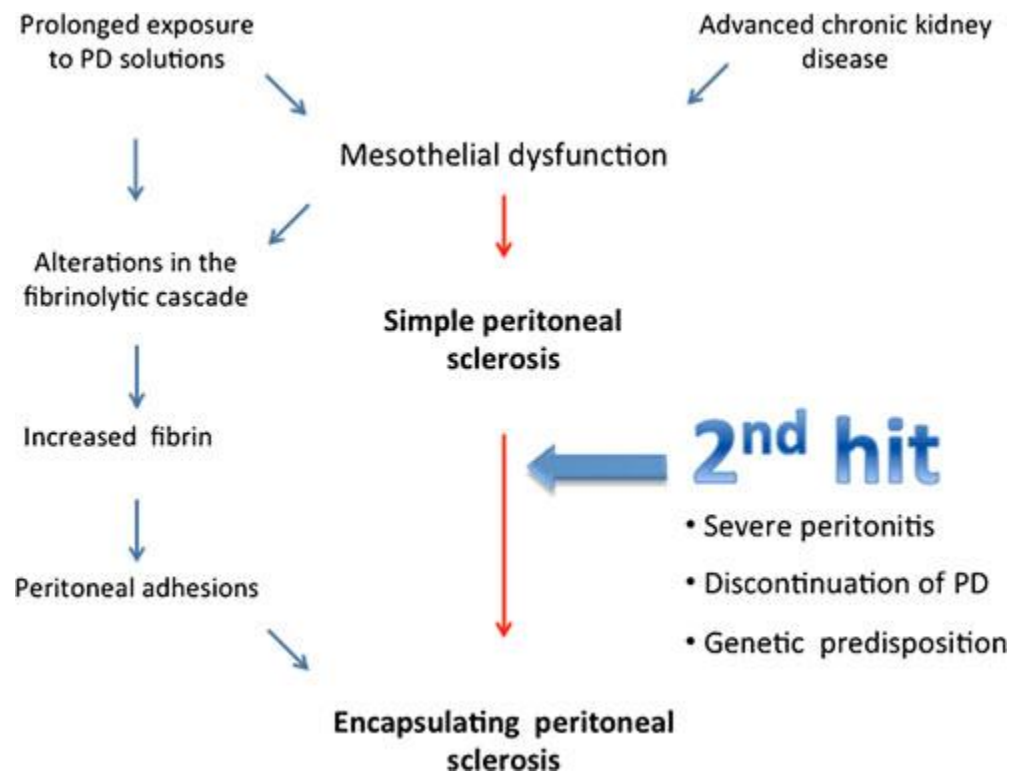 Prolonged exposure
to PD solutions
Advanced chronic kidney
disease
Mesothelial dysfunction
Alterations in the
fibrinolytic cascade
Simple peritoneal
sclerosis
Increased fibrin
2nd hit
• Severe peritonitis
• Discontinuation of PD
• Genetic predisposition
Peritoneal adhesions
Encapsulating peritoneal
sclerosis